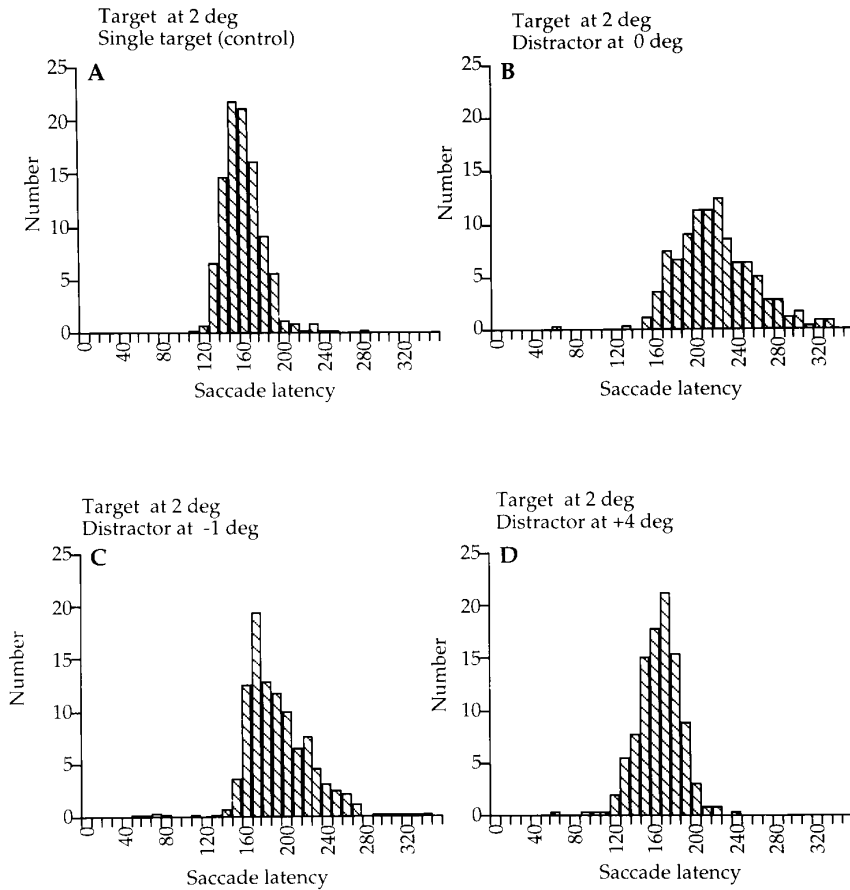 Target at 2 deg
Single target (control)
A
25
20
15
10
5
0
Number
0 40 80 120 160 200 240 280 320
Saccade latency
Target at 2 deg
Distractor at 0 deg
B
25
20
15
10
5
0
Number
0 40 80 120 160 200 240 280 320
Saccade latency
Target at 2 deg
Distractor at -1 deg
C
25
20
15
10
5
0
Number
0 40 80 120 160 200 240 280 320
Saccade latency
Target at 2 deg
Distractor at +4 deg
D
25
20
15
10
5
0
Number
0 40 80 120 160 200 240 280 320
Saccade latency